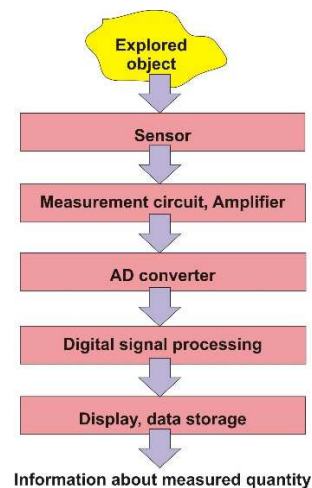 Explored
object
Sensor
Measurement circuit, Amplifier
AD converter
Digital signal processing
Display, data storage
Information about measured quantity